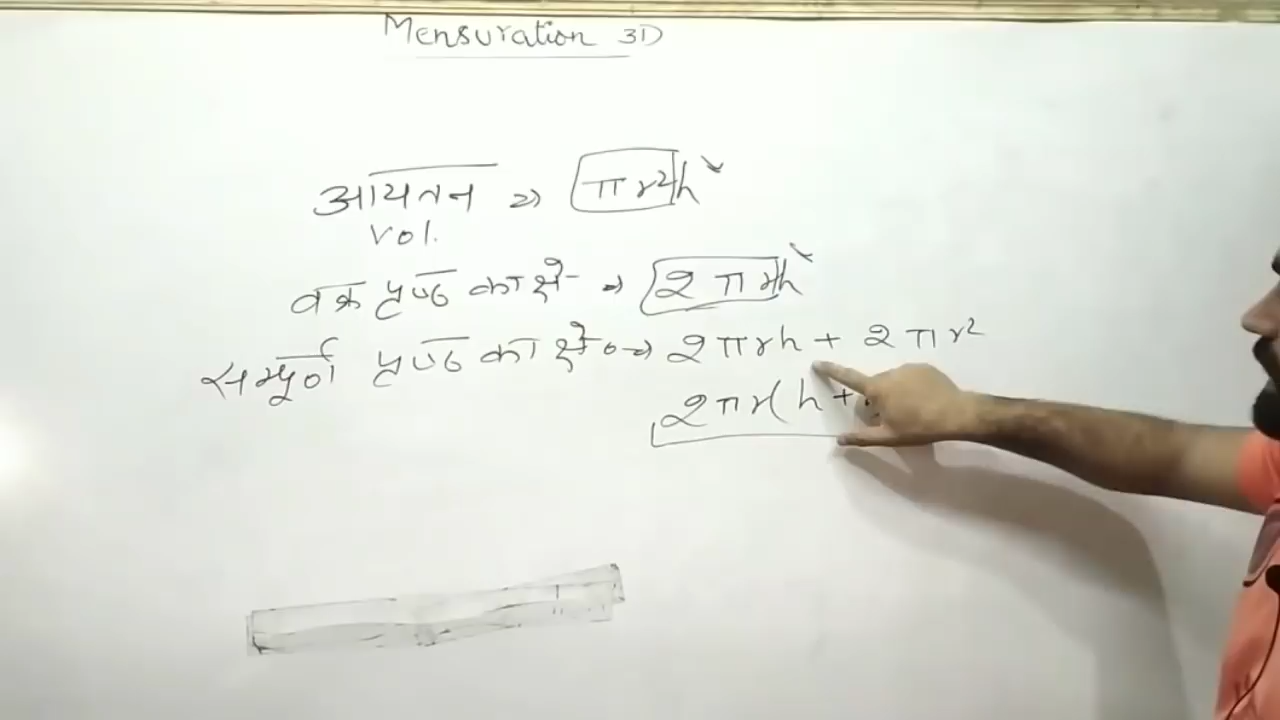 Mensuration 3D
आयतन => πr²h
Vol.
वक्र पृष्ठ का क्षे० => 2πrh
सम्पूर्ण पृष्ठ का क्षे० => 2πrh + 2πr²
2πr(h+